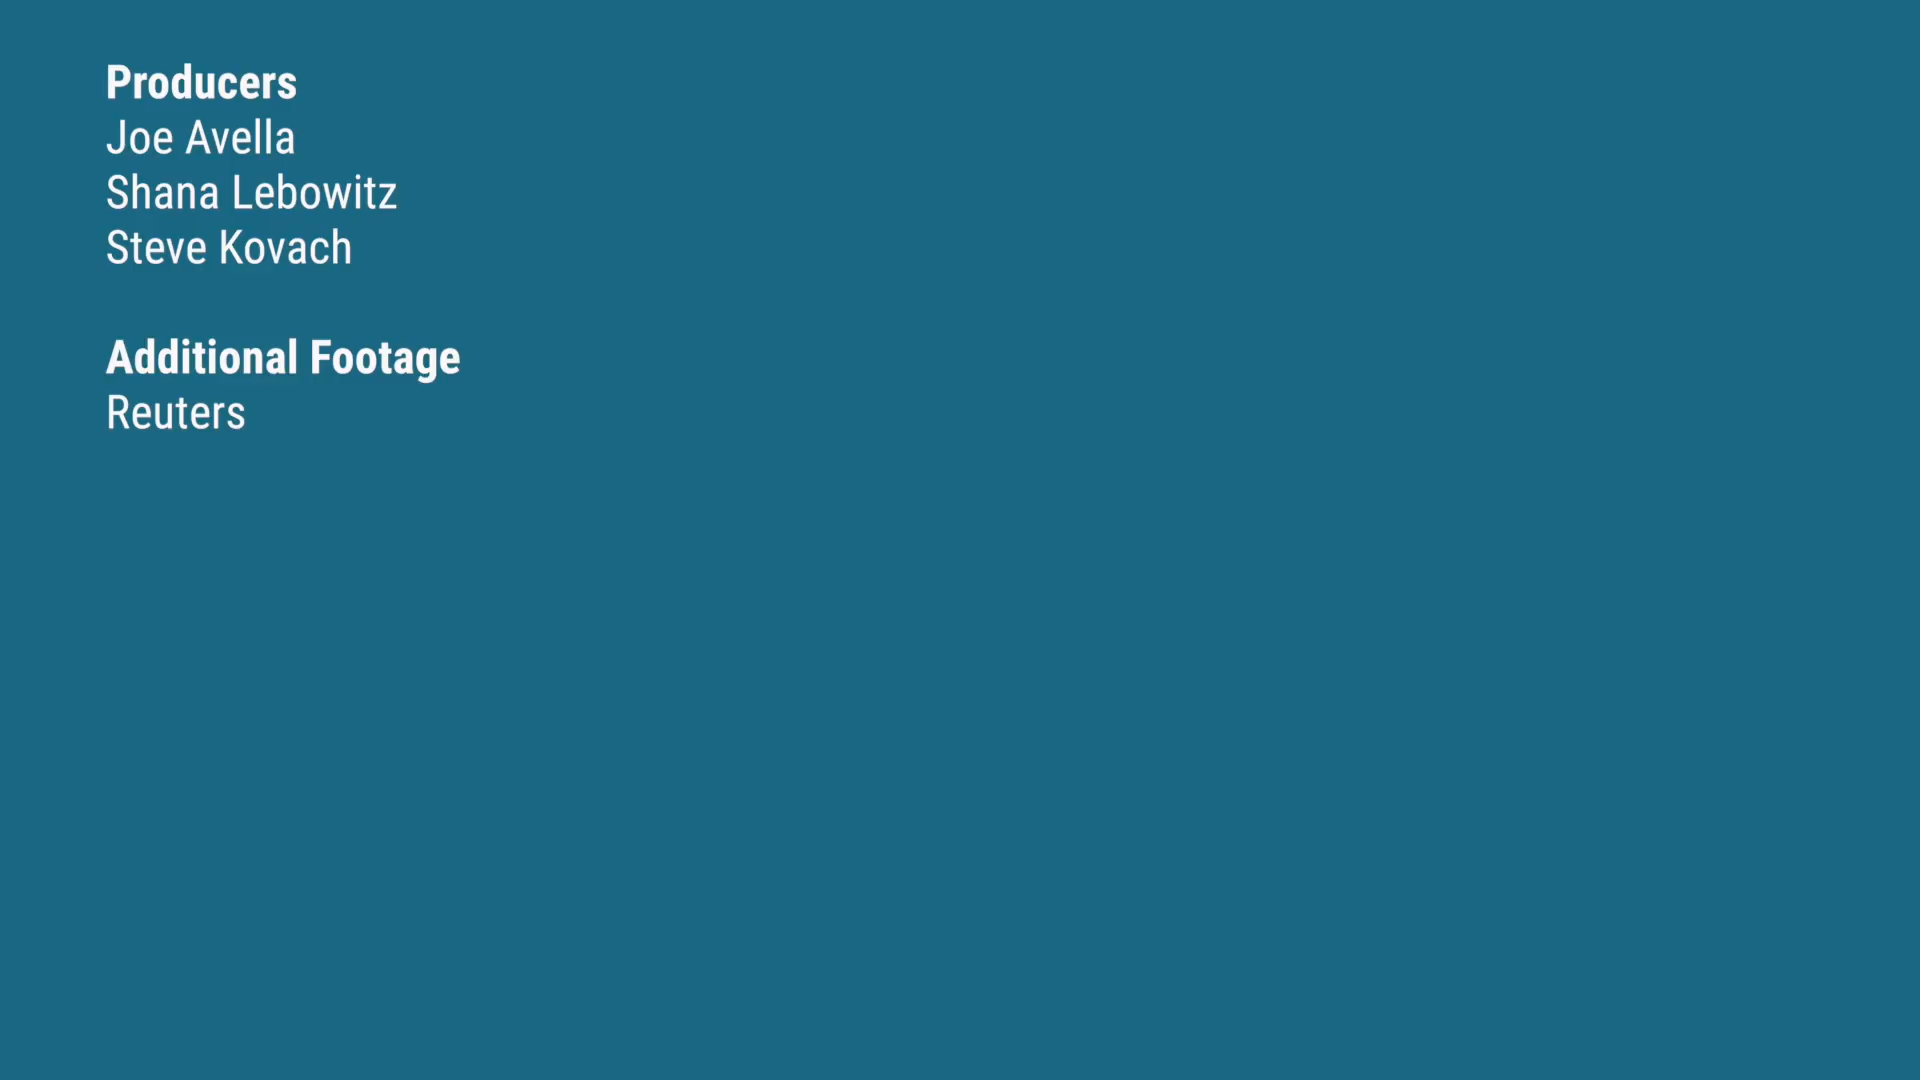 Producers
Joe Avella
Shana Lebowitz
Steve Kovach
Additional Footage
Reuters